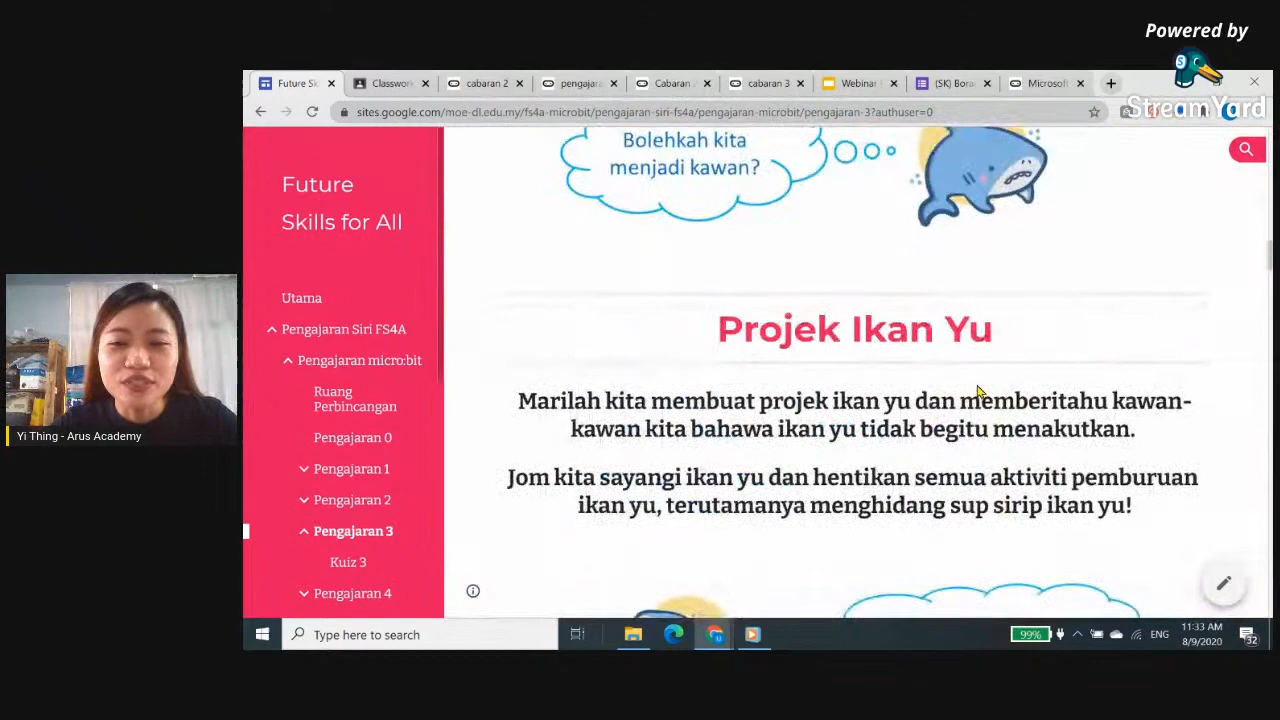 Powered by
StreamYard
Future Sk
Classwork
cabaran 2
pengajara
Cabaran
cabaran 3
Webinar
(SK) Bora
Microsoft
sites.google.com/moe-dl.edu.my/fs4a-microbit/pengajaran-siri-fs4a/pengajaran-microbit/pengajaran-3?authuser=0
Future
Skills for All
Utama
Pengajaran Siri FS4A
Pengajaran micro:bit
Ruang
Perbincangan
Pengajaran 0
Pengajaran 1
Pengajaran 2
Pengajaran 3
Kuiz 3
Pengajaran 4
Bolehkah kita
menjadi kawan?
Projek Ikan Yu
Marilah kita membuat projek ikan yu dan memberitahu kawan-
kawan kita bahawa ikan yu tidak begitu menakutkan.
Jom kita sayangi ikan yu dan hentikan semua aktiviti pemburuan
ikan yu, terutamanya menghidang sup sirip ikan yu!
Yi Thing - Arus Academy
Type here to search
99%
ENG
11:33 AM
8/9/2020
32